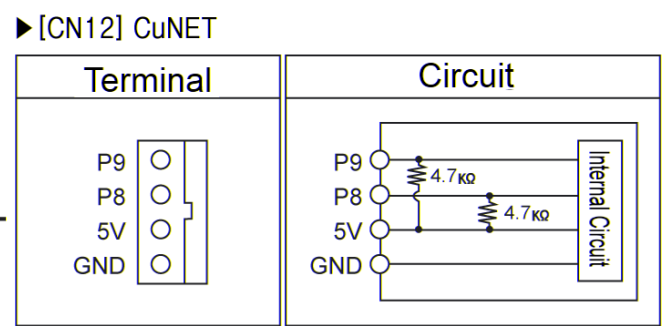 ▶[CN12] CuNET
Terminal
Circuit
P9
P8
5V
GND
P9
P8
5V
GND
4.7KΩ
4.7KΩ
Internal Circuit